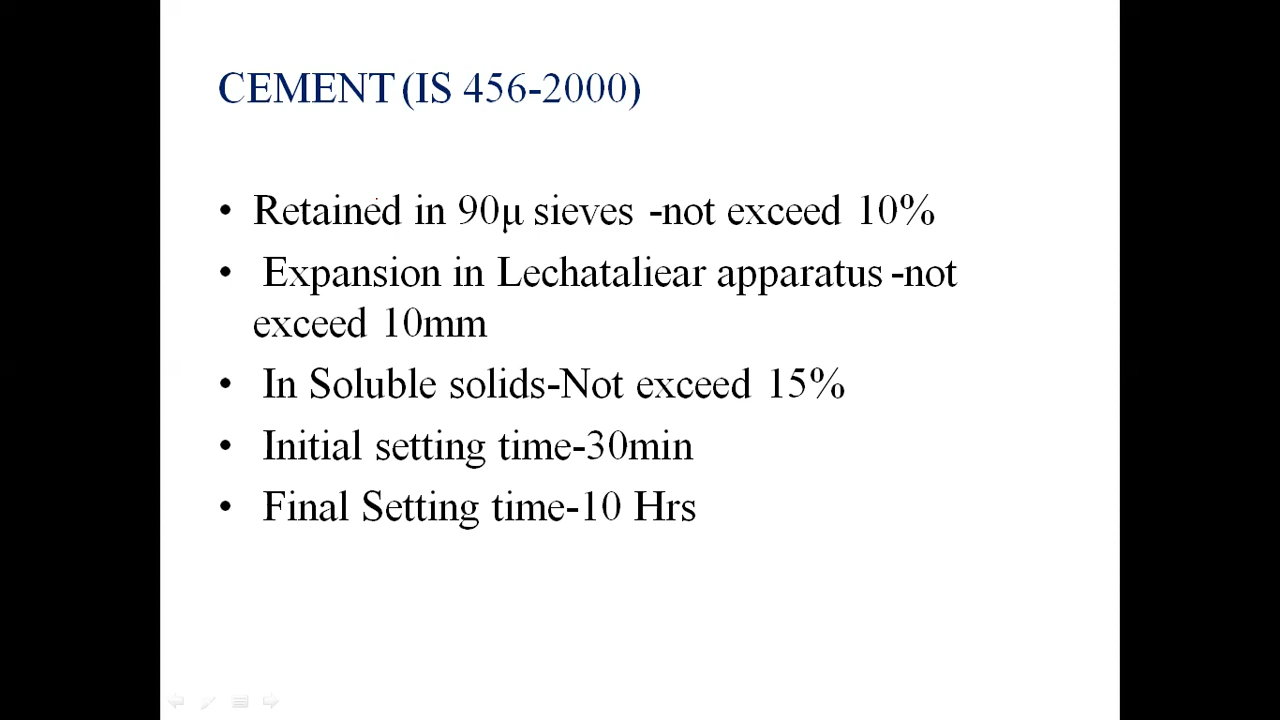 CEMENT (IS 456-2000)
• Retained in 90μ sieves -not exceed 10%
• Expansion in Lechataliear apparatus -not
exceed 10mm
• In Soluble solids-Not exceed 15%
• Initial setting time-30min
• Final Setting time-10 Hrs